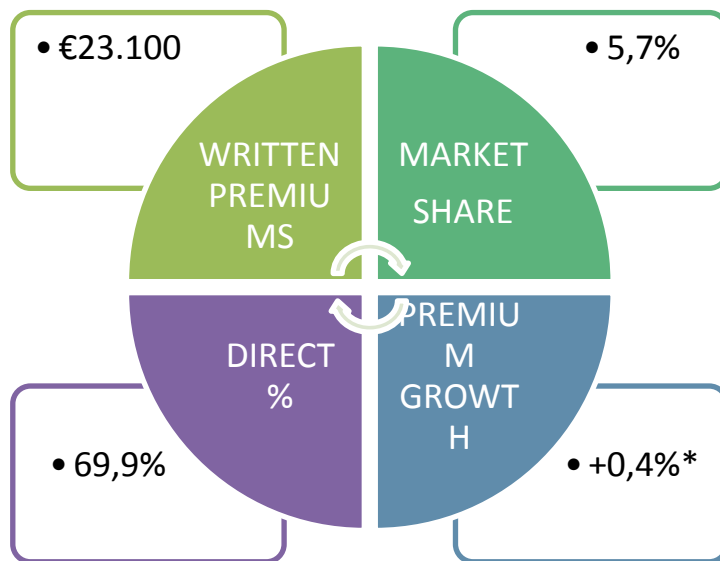 • €23.100
• 5,7%
WRITTEN
PREMIU
MS
MARKET
SHARE
DIRECT
%
PREMIU
M
GROWT
H
• 69,9%
• +0,4%*